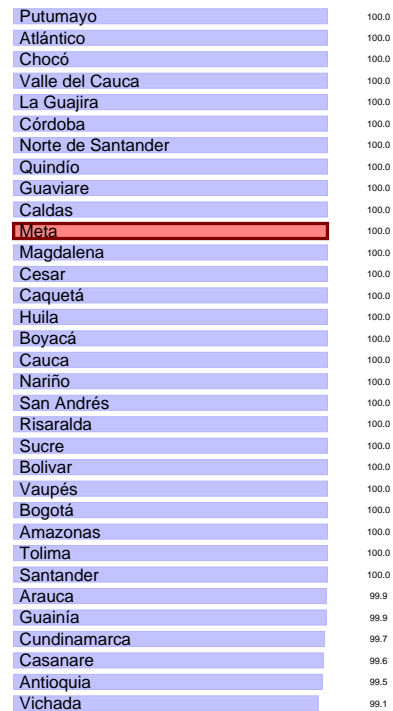 Putumayo 100.0
Atlántico 100.0
Chocó 100.0
Valle del Cauca 100.0
La Guajira 100.0
Córdoba 100.0
Norte de Santander 100.0
Quindío 100.0
Guaviare 100.0
Caldas 100.0
Meta 100.0
Magdalena 100.0
Cesar 100.0
Caquetá 100.0
Huila 100.0
Boyacá 100.0
Cauca 100.0
Nariño 100.0
San Andrés 100.0
Risaralda 100.0
Sucre 100.0
Bolivar 100.0
Vaupés 100.0
Bogotá 100.0
Amazonas 100.0
Tolima 100.0
Santander 100.0
Arauca 99.9
Guainía 99.9
Cundinamarca 99.7
Casanare 99.6
Antioquia 99.5
Vichada 99.1